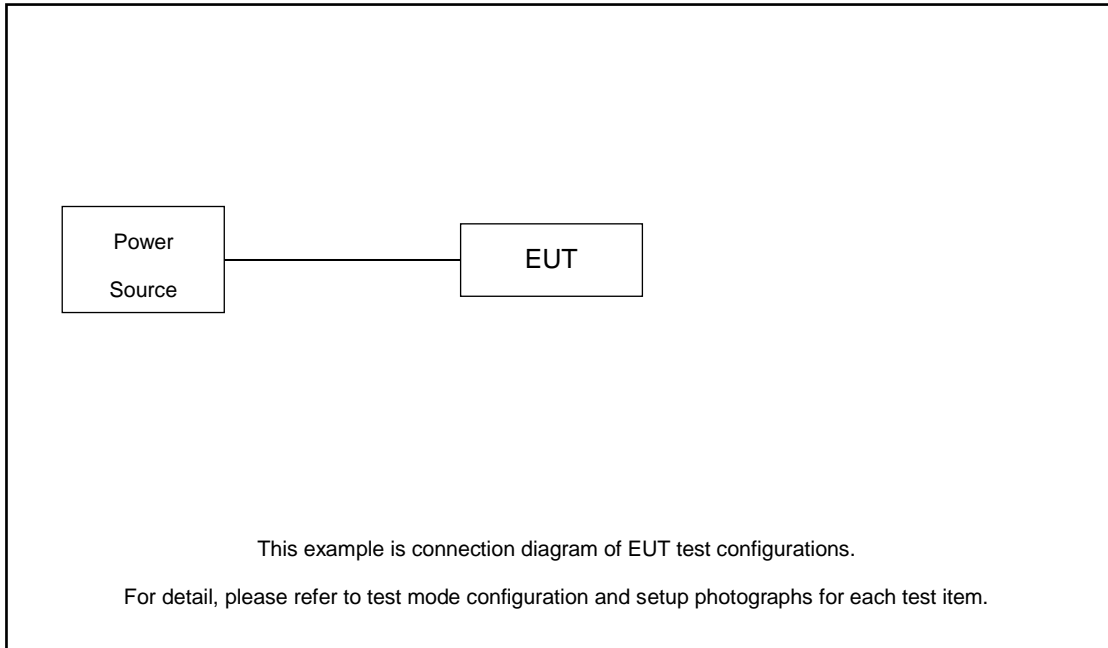 Power
Source
EUT
This example is connection diagram of EUT test configurations.
For detail, please refer to test mode configuration and setup photographs for each test item.